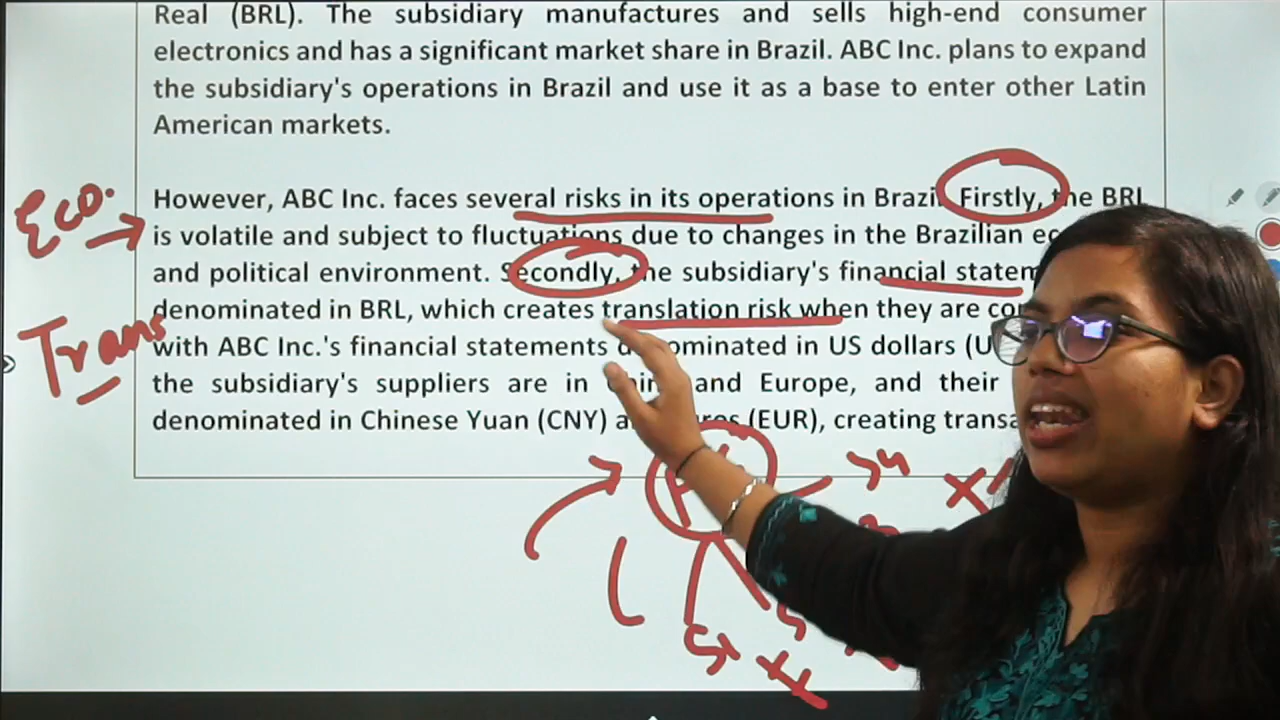 Real (BRL). The subsidiary manufactures and sells high-end consumer
electronics and has a significant market share in Brazil. ABC Inc. plans to expand
the subsidiary's operations in Brazil and use it as a base to enter other Latin
American markets.
Eco.
However, ABC Inc. faces several risks in its operations in Firstly, the BRL
is volatile and subject to fluctuations due to changes in the Brazilian
and political environment. Secondly, the subsidiary's financial
Trans
denominated in BRL, which creates translation risk when they are
with ABC Inc.'s financial statements denominated in US dollars
the subsidiary's suppliers are in and Europe, and their
denominated in Chinese Yuan (CNY) (EUR), creating